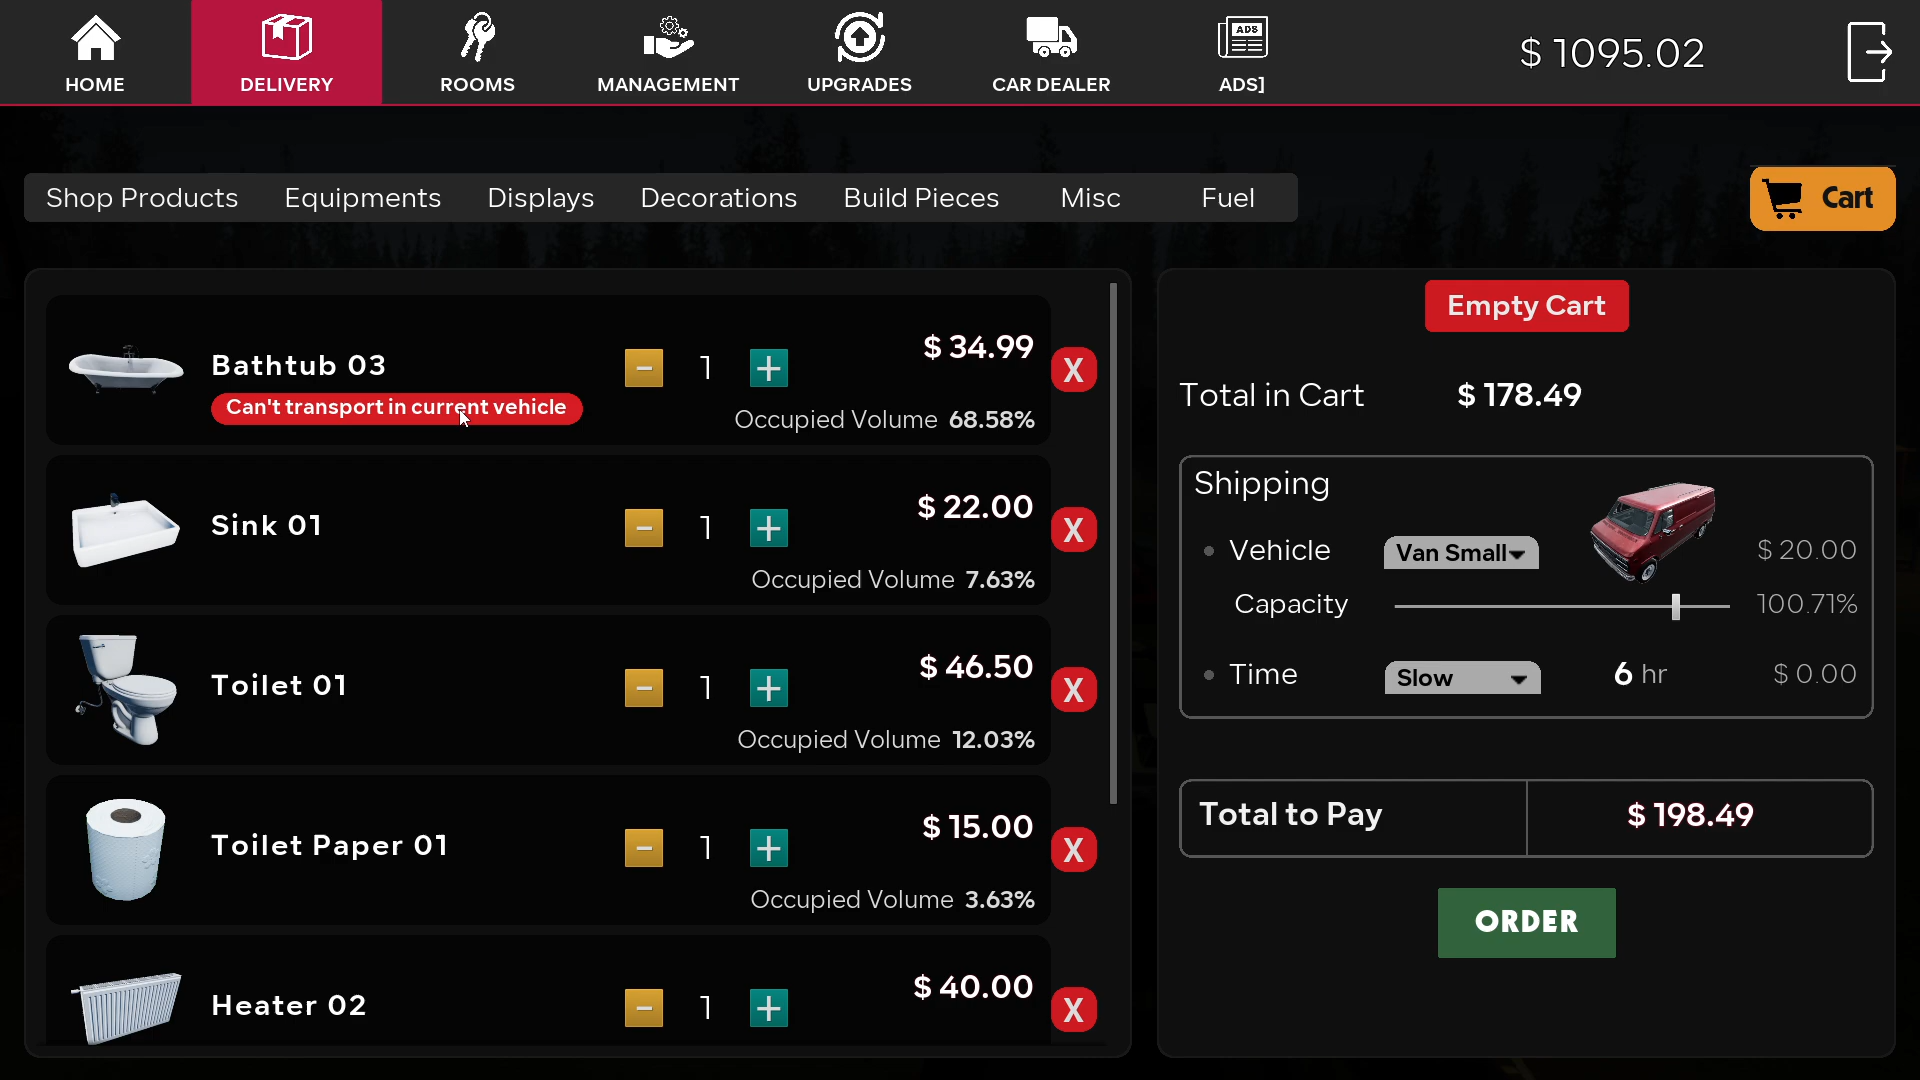 HOME
DELIVERY
ROOMS
MANAGEMENT
UPGRADES
CAR DEALER
ADS
ADS]
$ 1095.02
Shop Products
Equipments
Displays
Decorations
Build Pieces
Misc
Fuel
Cart
Bathtub 03
Can't transport in current vehicle
- 1 +
$ 34.99
X
Occupied Volume 68.58%
Sink 01
- 1 +
$ 22.00
X
Occupied Volume 7.63%
Toilet 01
- 1 +
$ 46.50
X
Occupied Volume 12.03%
Toilet Paper 01
- 1 +
$ 15.00
X
Occupied Volume 3.63%
Heater 02
- 1 +
$ 40.00
X
Empty Cart
Total in Cart $ 178.49
Shipping
Vehicle Van Small $ 20.00
Capacity 100.71%
Time Slow 6 hr $ 0.00
Total to Pay $ 198.49
ORDER